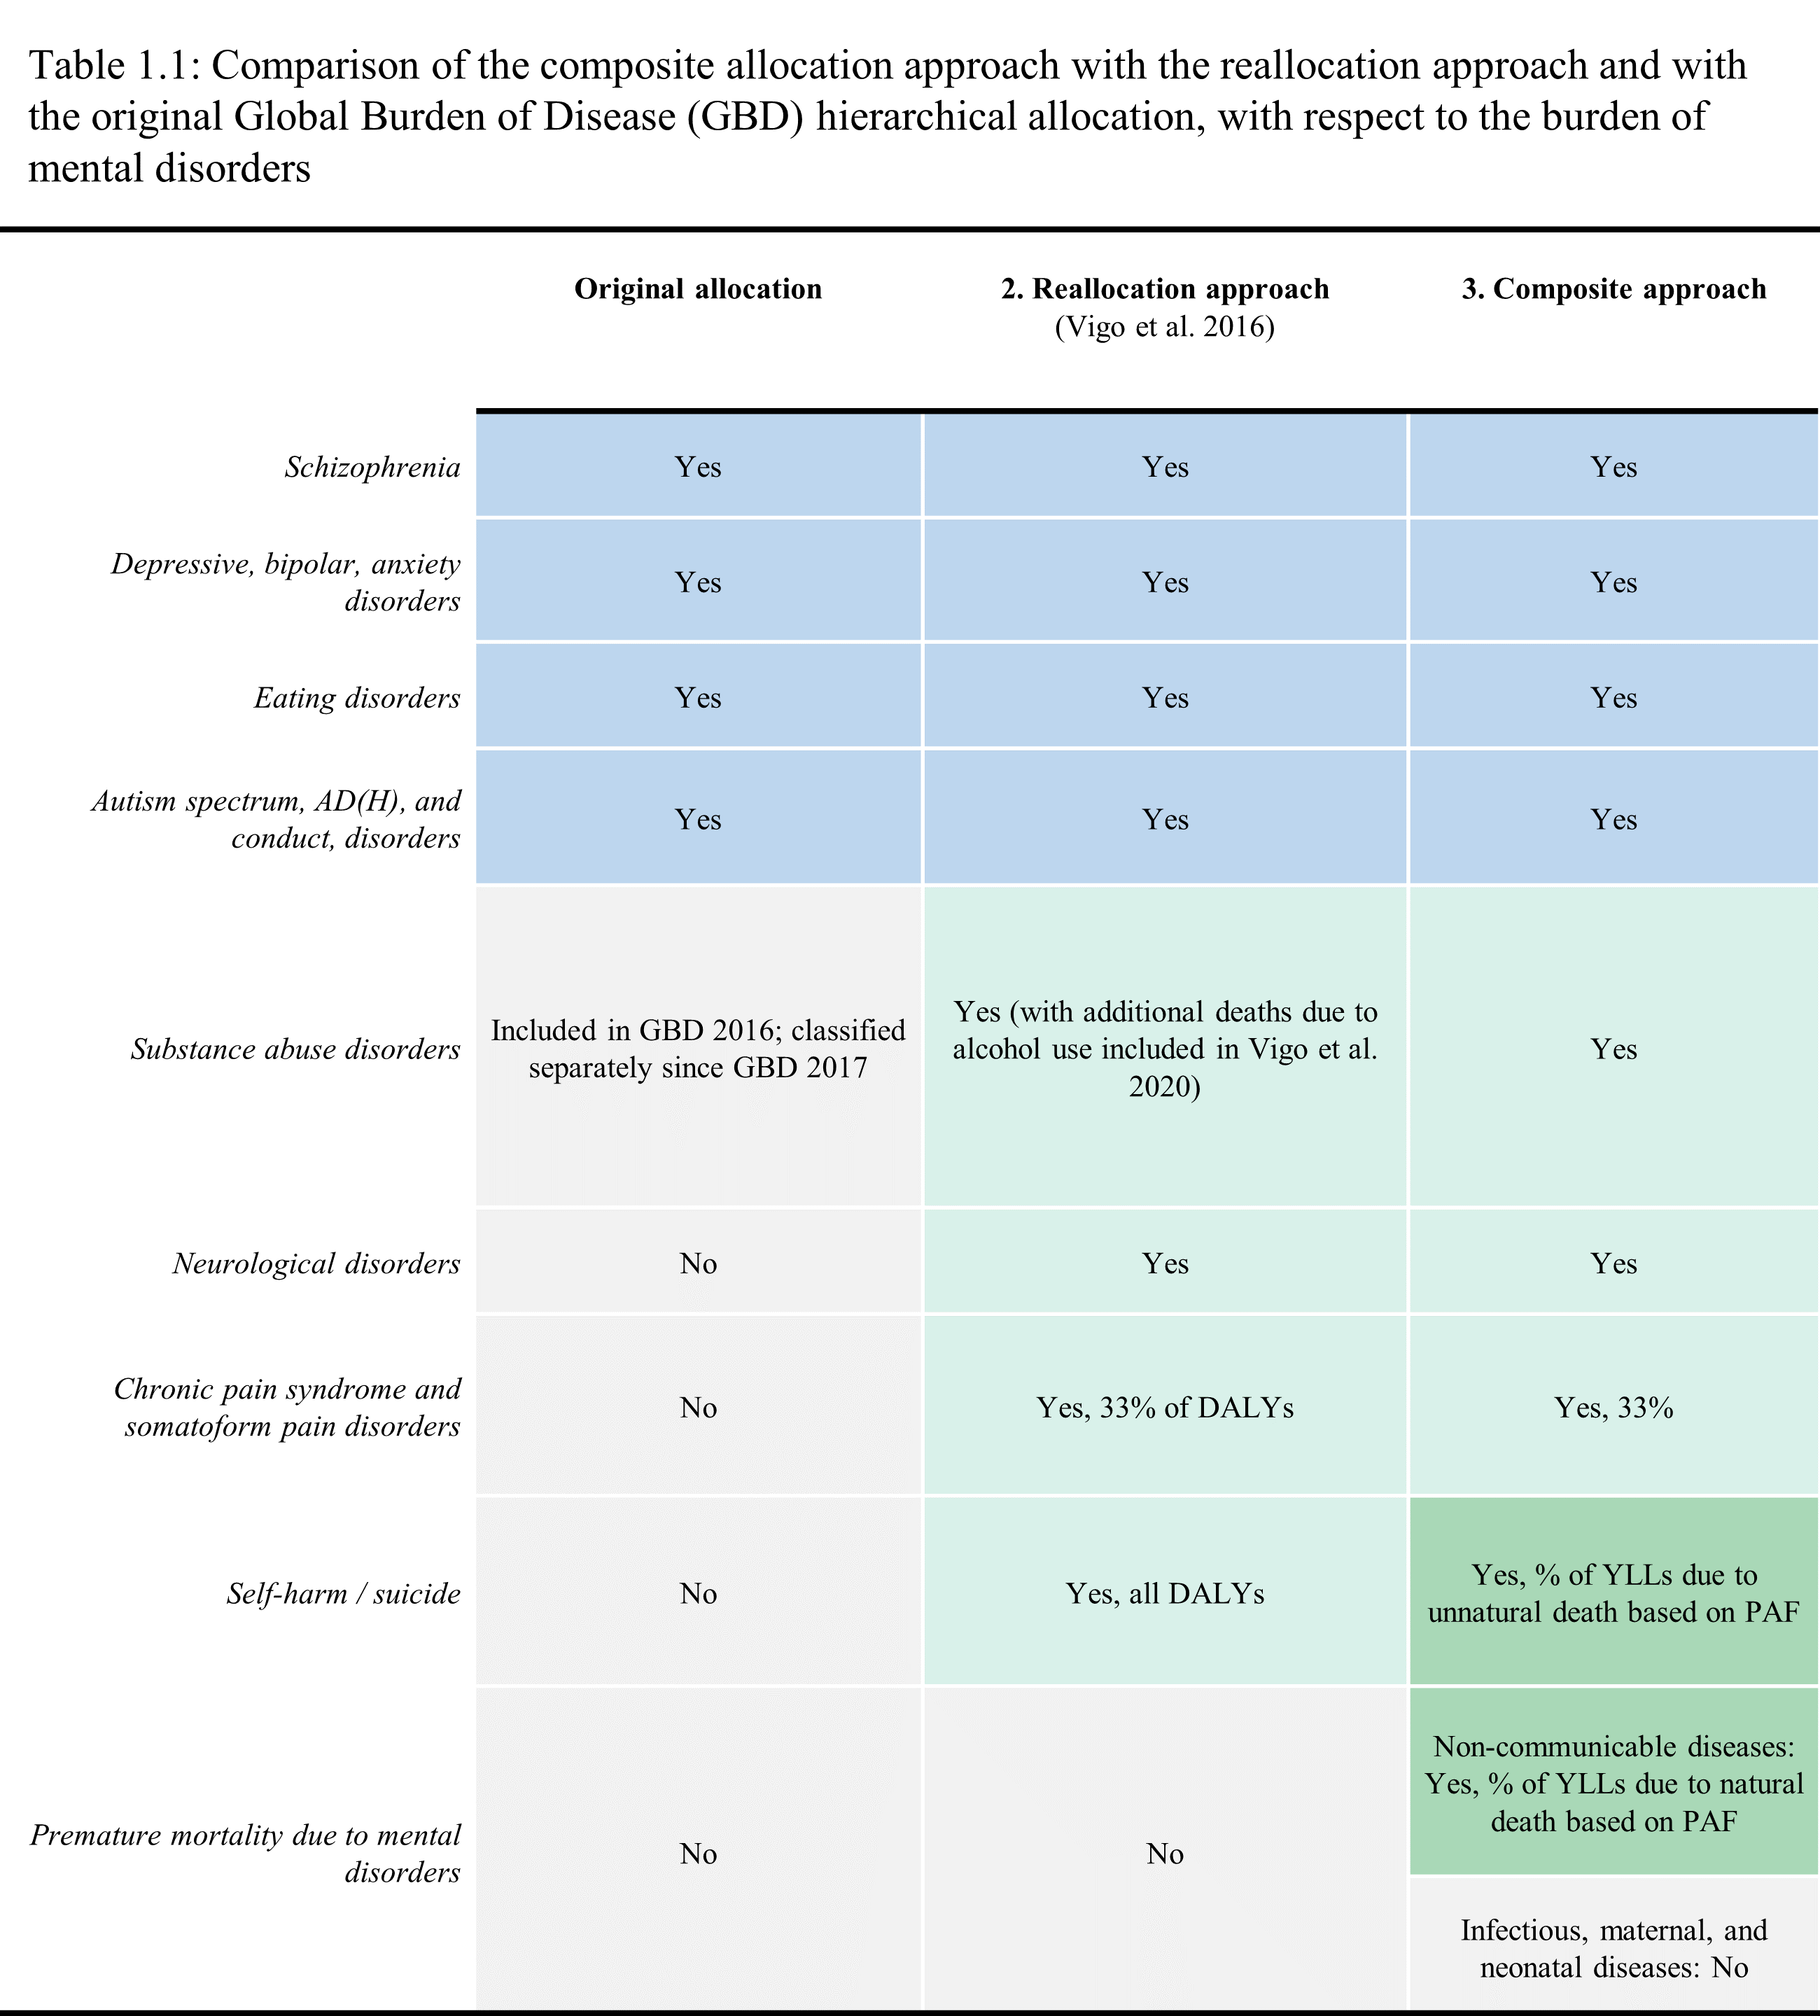 Table 1.1: Comparison of the composite allocation approach with the reallocation approach and with
the original Global Burden of Disease (GBD) hierarchical allocation, with respect to the burden of
mental disorders
Original allocation
2. Reallocation approach
(Vigo et al. 2016)
3. Composite approach
Schizophrenia
Yes
Yes
Yes
Depressive, bipolar, anxiety
disorders
Yes
Yes
Yes
Eating disorders
Yes
Yes
Yes
Autism spectrum, AD(H), and
conduct, disorders
Yes
Yes
Yes
Substance abuse disorders
Included in GBD 2016; classified
separately since GBD 2017
Yes (with additional deaths due to
alcohol use included in Vigo et al.
2020)
Yes
Neurological disorders
No
Yes
Yes
Chronic pain syndrome and
somatoform pain disorders
No
Yes, 33% of DALYs
Yes, 33%
Self-harm / suicide
No
Yes, all DALYs
Yes, % of YLLs due to
unnatural death based on PAF
Premature mortality due to mental
disorders
No
No
Non-communicable diseases:
Yes, % of YLLs due to natural
death based on PAF
Infectious, maternal, and
neonatal diseases: No